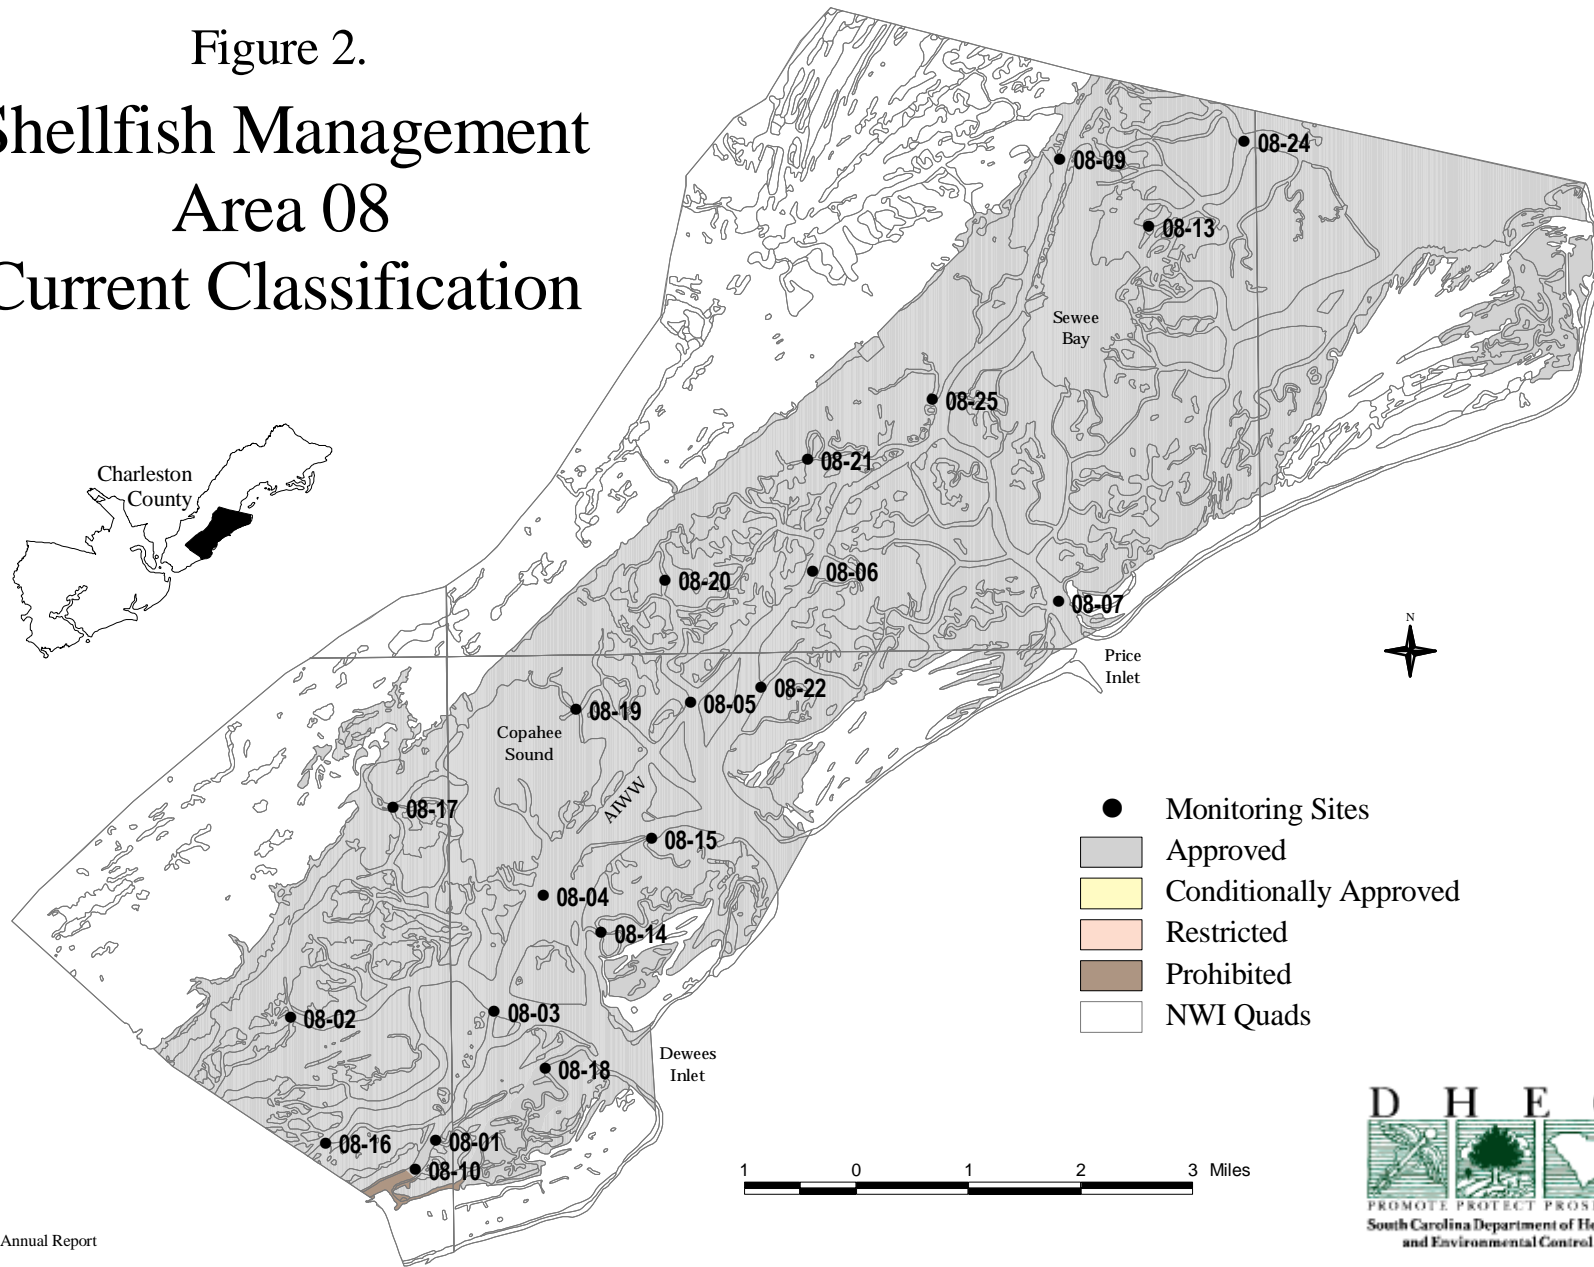 Figure 2.
Shellfish Management
Area 08
Current Classification
Charleston
County
08-09
08-24
08-13
Sewee
Bay
08-25
08-21
08-20
08-06
08-07
Price
Inlet
N
08-22
08-05
08-19
Copahee
Sound
AIWW
08-17
08-15
08-04
08-14
08-02
08-03
Dewees
Inlet
08-18
08-16
08-01
08-10
Monitoring Sites
Approved
Conditionally Approved
Restricted
Prohibited
NWI Quads
1 0 1 2 3 Miles
D H E
PROMOTE PROTECT PROS
South Carolina Department of He
and Environmental Control
Annual Report